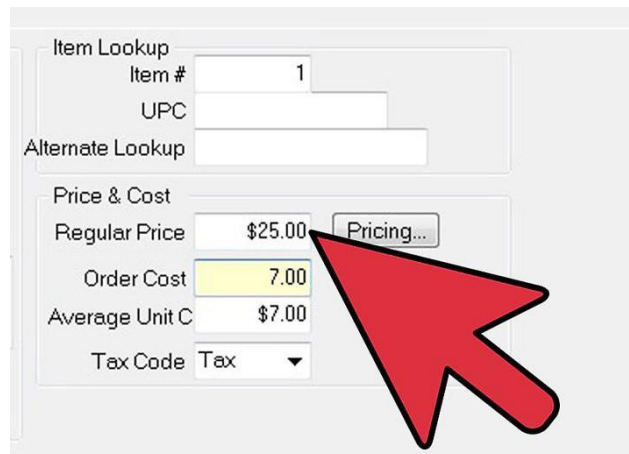 Item Lookup
Item # 1
UPC
Alternate Lookup
Price & Cost
Regular Price $25.00 Pricing...
Order Cost 7.00
Average Unit C $7.00
Tax Code Tax